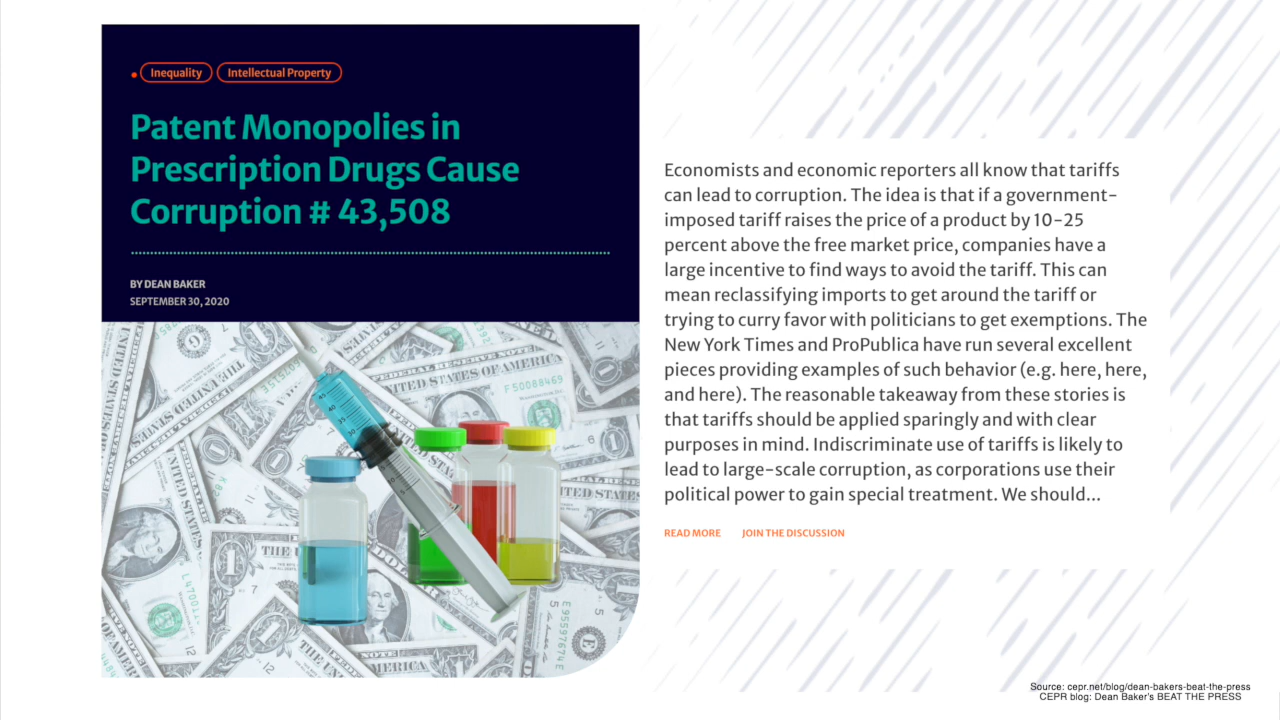 Inequality
Intellectual Property
Patent Monopolies in
Prescription Drugs Cause
Corruption # 43,508
BY DEAN BAKER
SEPTEMBER 30, 2020
Economists and economic reporters all know that tariffs
can lead to corruption. The idea is that if a government-
imposed tariff raises the price of a product by 10-25
percent above the free market price, companies have a
large incentive to find ways to avoid the tariff. This can
mean reclassifying imports to get around the tariff or
trying to curry favor with politicians to get exemptions. The
New York Times and ProPublica have run several excellent
pieces providing examples of such behavior (e.g. here, here,
and here). The reasonable takeaway from these stories is
that tariffs should be applied sparingly and with clear
purposes in mind. Indiscriminate use of tariffs is likely to
lead to large-scale corruption, as corporations use their
political power to gain special treatment. We should...
READ MORE
JOIN THE DISCUSSION
UNITED STATES OF AMERICA
F50088469
Source: cepr.net/blog/dean-bakers-beat-the-press
CEPR blog: Dean Baker's BEAT THE PRESS